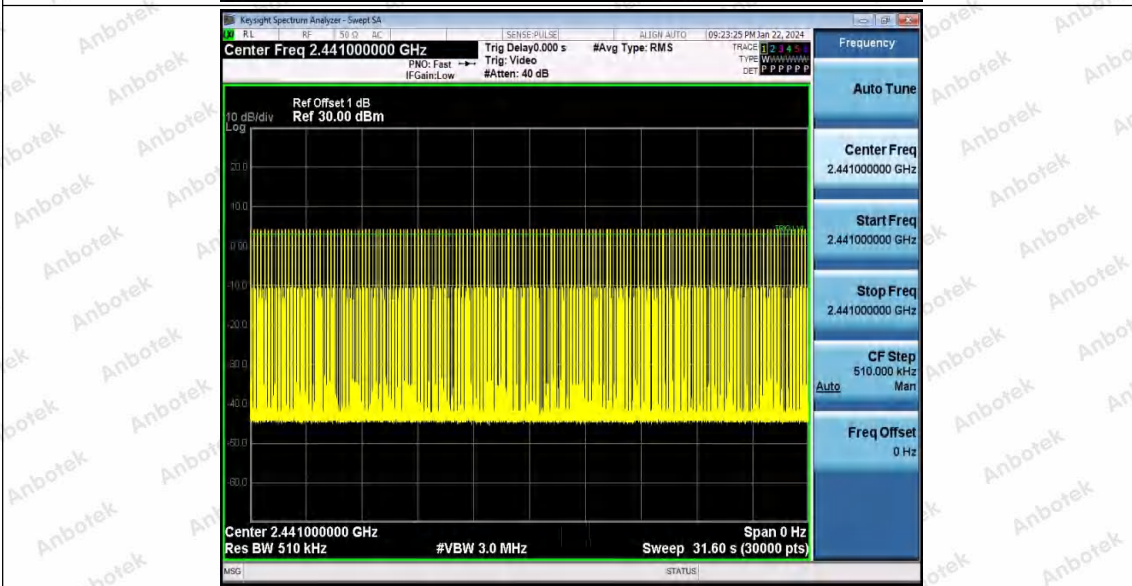 Keysight Spectrum Analyzer - Swept SA
RL RF 50 Ω AC SENSE:PULSE ALIGN AUTO 09:23:25 PM Jan 22, 2024
Center Freq 2.441000000 GHz
PNO: Fast
IFGain:Low
Trig Delay0.000 s
Trig: Video
#Atten: 40 dB
#Avg Type: RMS
TRACE 1 2 3 4 5 6
TYPE WWWWWW
DET P P P P P P
Frequency
Auto Tune
Center Freq
2.441000000 GHz
Start Freq
2.441000000 GHz
Stop Freq
2.441000000 GHz
CF Step
510.000 kHz
Auto Man
Freq Offset
0 Hz
Ref Offset 1 dB
10 dB/div Ref 30.00 dBm
Log
20.0
10.0
0.00
-10.0
-20.0
-30.0
-40.0
-50.0
-60.0
Center 2.441000000 GHz Span 0 Hz
Res BW 510 kHz #VBW 3.0 MHz Sweep 31.60 s (30000 pts)
MSG STATUS
Anbotek